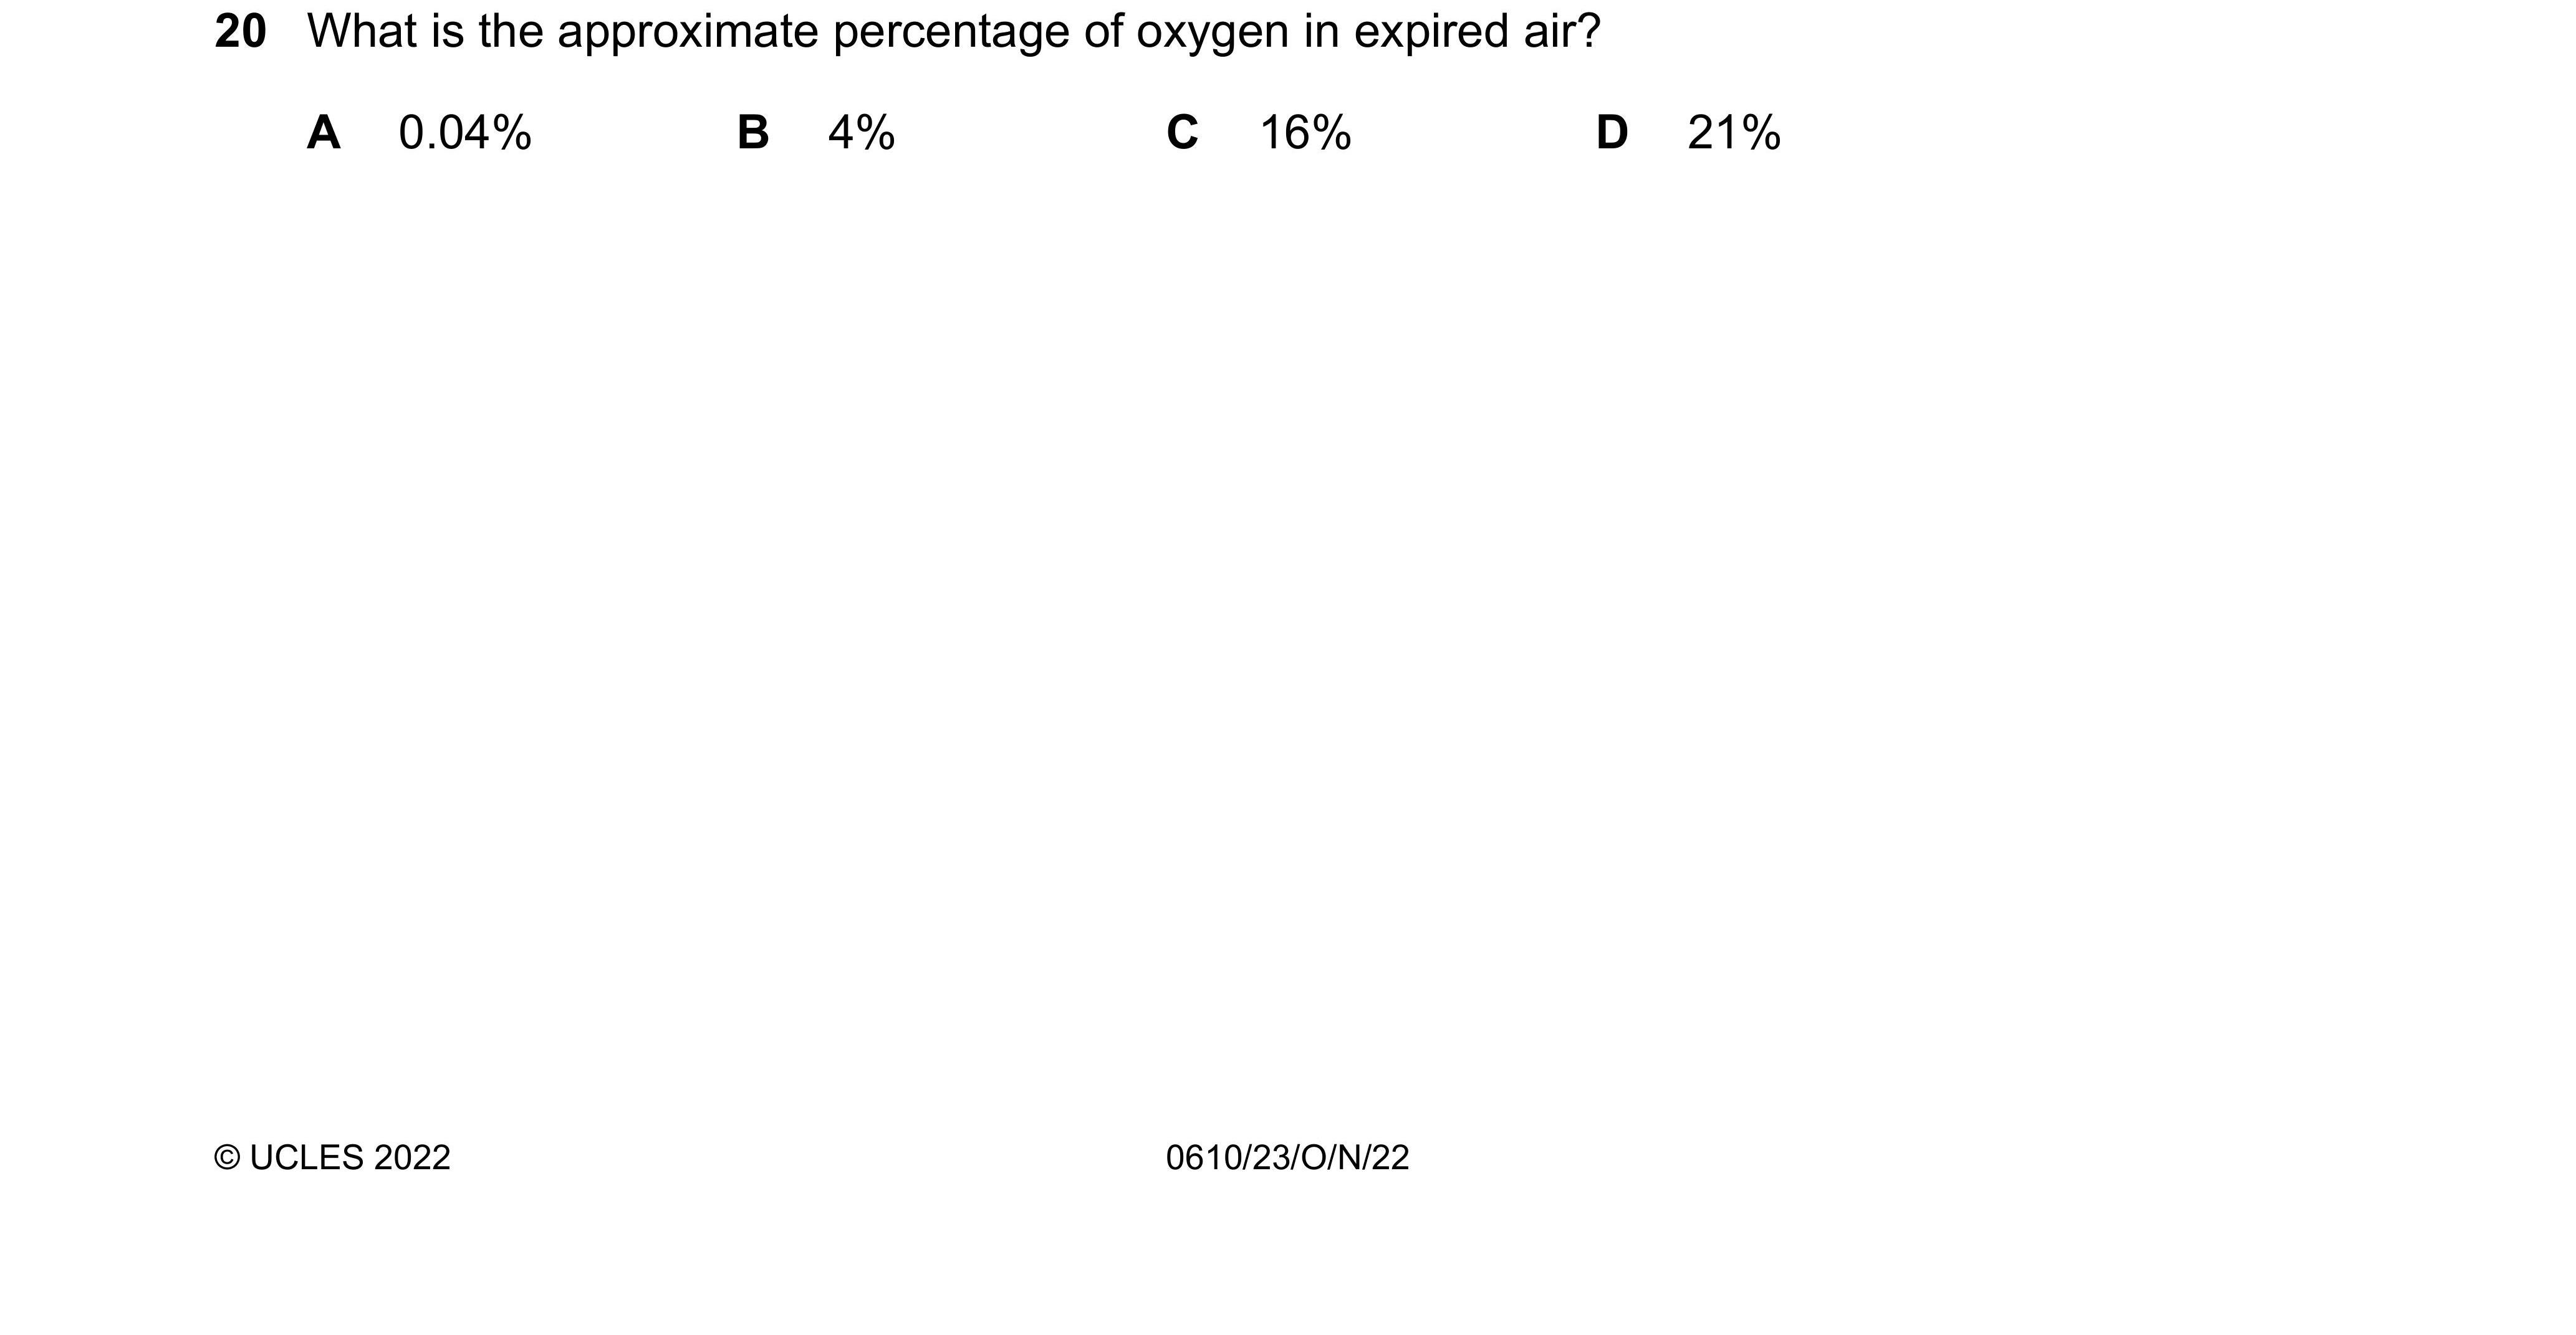 20 What is the approximate percentage of oxygen in expired air?
A 0.04% B 4% C 16% D 21%
© UCLES 2022 0610/23/O/N/22